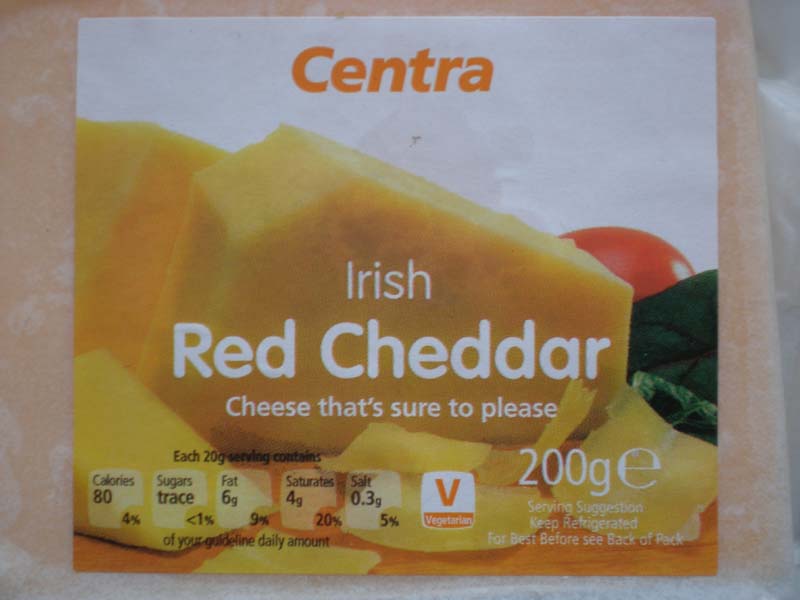 Centra
Irish
Red Cheddar
Cheese that's sure to please
Each 20g serving contains
Calories Sugars Fat Saturates Salt
80 trace 6g 4g 0.3g
4% <1% 9% 20% 5%
of your guideline daily amount
V
Vegetarian
200g ℮
Serving Suggestion
Keep Refrigerated
For Best Before see Back of Pack